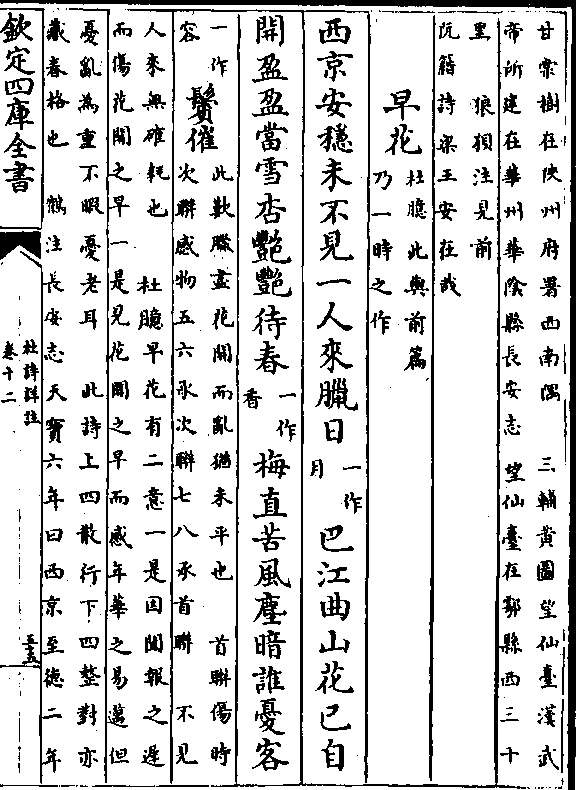 甘棠樹在陜州府署西南隅　三輔黃圖望仙臺漢武
帝所建在華州華陰縣長安志　望仙臺在鄠縣西三十
里　狼狽注見前
阮籍詩梁王安在哉
早花 杜臆此與前篇
乃一時之作
西京安穩未不見一人來臘日 一作月 巴江曲山花已自
開盈盈當雪杏艷艷待春 一作香 梅直苦風塵暗誰憂客
一作容 鬢催 此歎臘盡花開而亂猶未平也　首聯傷時
次聯感物五六承次聯七八承首聯　不見
人來無確耗也　杜臆早花有二意一是因聞報之遲
而傷花開之早一是見花開之早而感年華之易邁但
憂亂為重不暇憂老耳　此詩上四散行下四整對亦
藏春格也　鶴注長安志天寶六年曰西京至德二年
欽定四庫全書
杜詩詳註
卷十二
五五